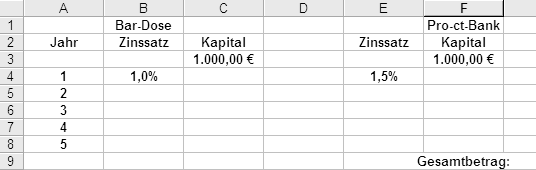 A B C D E F
1 Bar-Dose Pro-ct-Bank
2 Jahr Zinssatz Kapital Zinssatz Kapital
3 1.000,00 € 1.000,00 €
4 1 1,0% 1,5%
5 2
6 3
7 4
8 5
9 Gesamtbetrag: